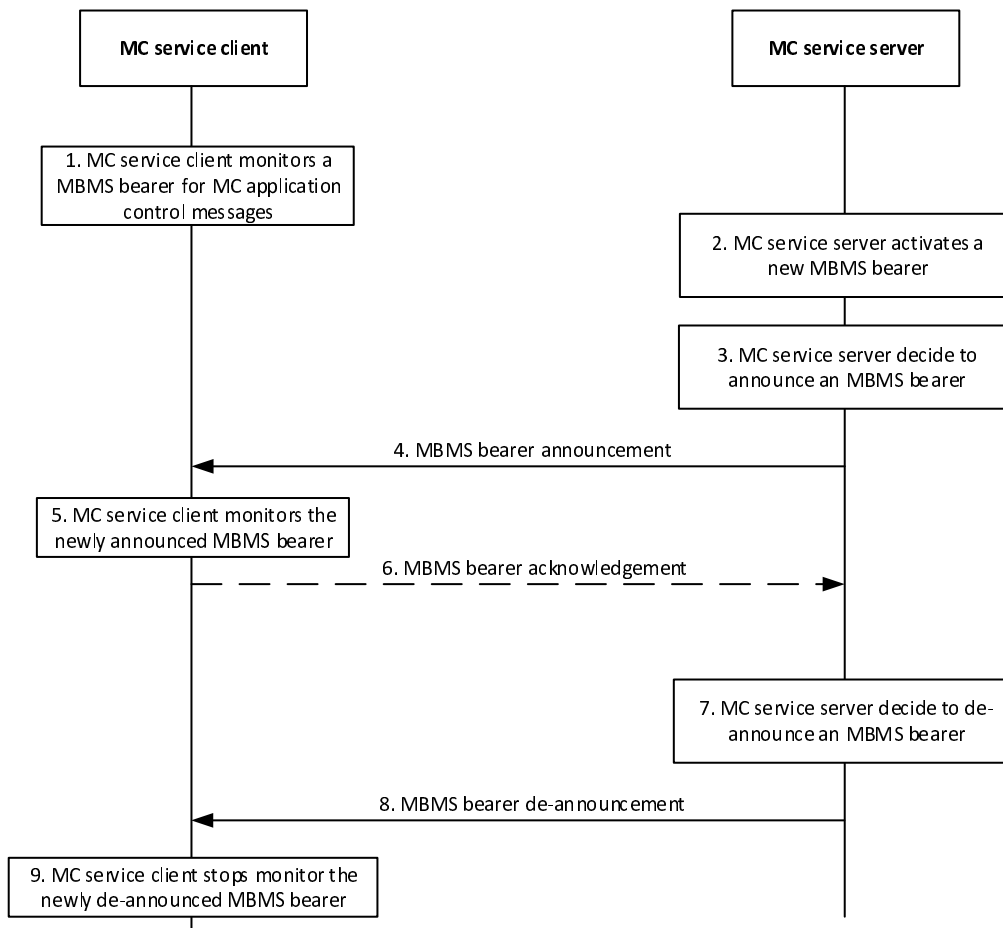 MC service client
MC service server
1. MC service client monitors a
MBMS bearer for MC application
control messages
2. MC service server activates a
new MBMS bearer
3. MC service server decide to
announce an MBMS bearer
4. MBMS bearer announcement
5. MC service client monitors the
newly announced MBMS bearer
6. MBMS bearer acknowledgement
7. MC service server decide to de-
announce an MBMS bearer
8. MBMS bearer de-announcement
9. MC service client stops monitor the
newly de-announced MBMS bearer